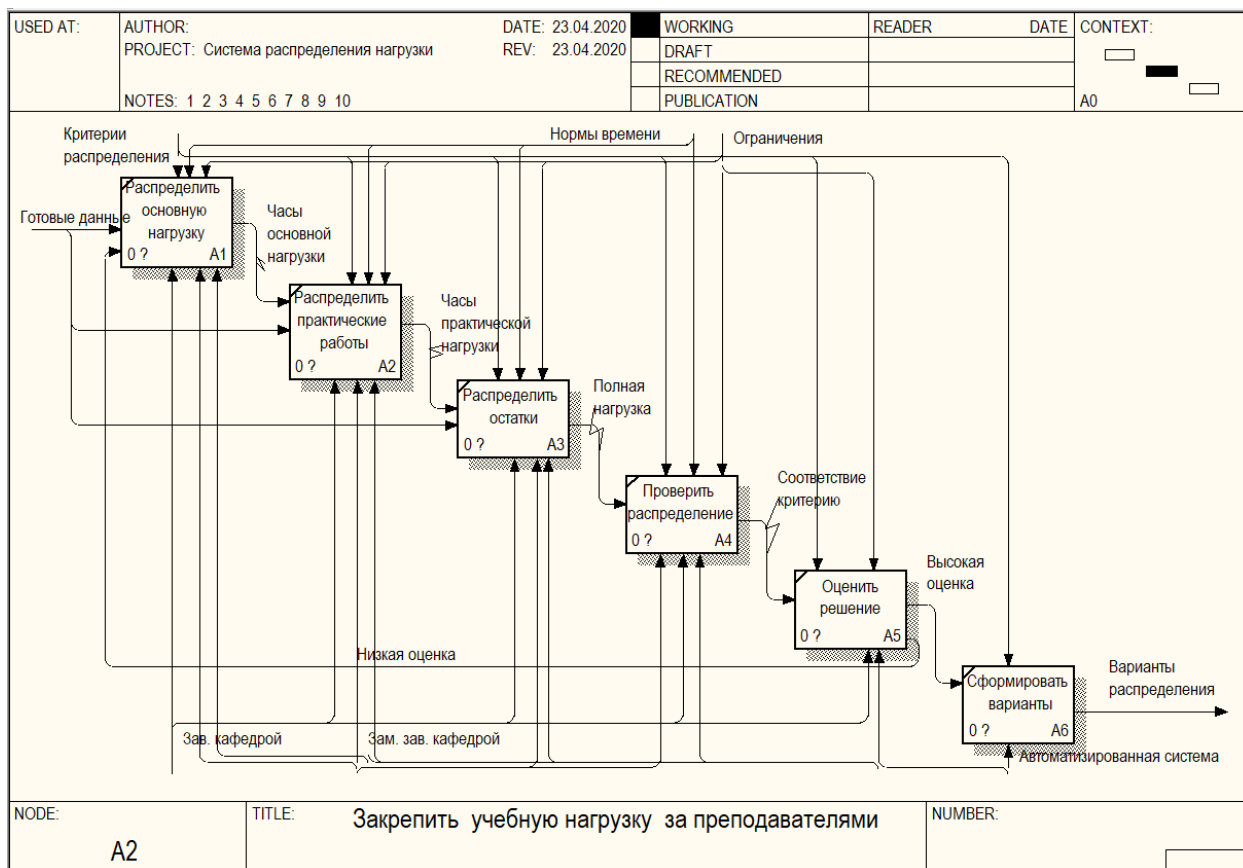 USED AT:
AUTHOR:
DATE: 23.04.2020
PROJECT: Система распределения нагрузки
REV: 23.04.2020
NOTES: 1 2 3 4 5 6 7 8 9 10
WORKING
DRAFT
RECOMMENDED
PUBLICATION
READER DATE
CONTEXT:
A0
Критерии
распределения
Нормы времени
Ограничения
Готовые данные
Распределить
основную
нагрузку
0 ? A1
Часы
основной
нагрузки
Распределить
практические
работы
0 ? A2
Часы
практической
нагрузки
Распределить
остатки
0 ? A3
Полная
нагрузка
Проверить
распределение
0 ? A4
Соответствие
критерию
Оценить
решение
0 ? A5
Высокая
оценка
Низкая оценка
Сформировать
варианты
0 ? A6
Варианты
распределения
Зав. кафедрой
Зам. зав. кафедрой
Автоматизированная система
NODE:
A2
TITLE:
Закрепить учебную нагрузку за преподавателями
NUMBER: